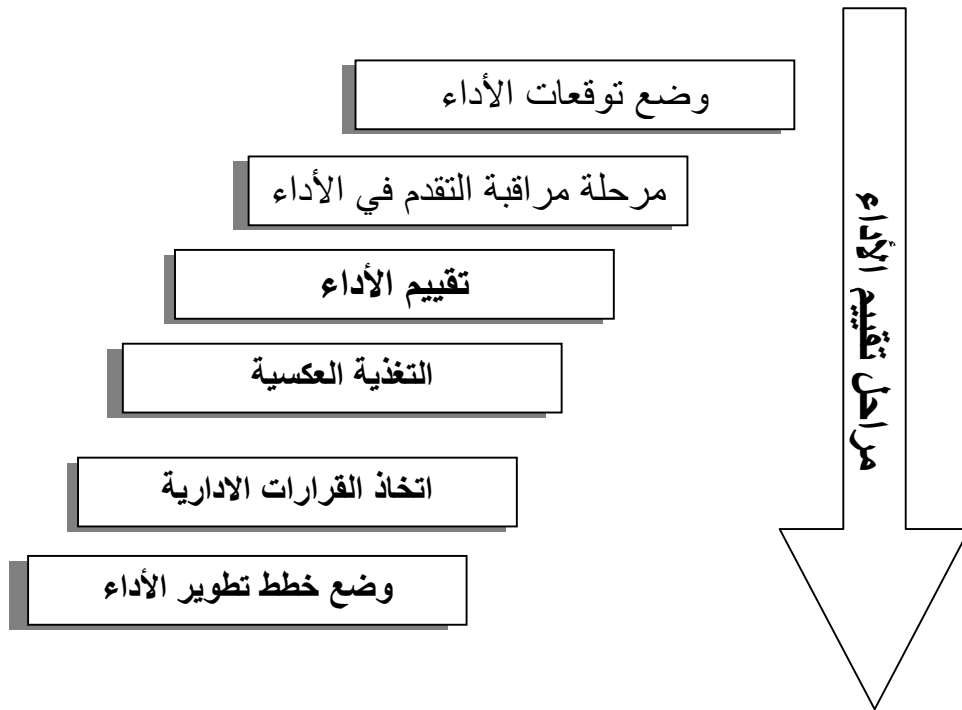 وضع توقعات الأداء
مرحلة مراقبة التقدم في الأداء
تقييم الأداء
التغذية العكسية
اتخاذ القرارات الادارية
وضع خطط تطوير الأداء
مراحل تقييم الأداء